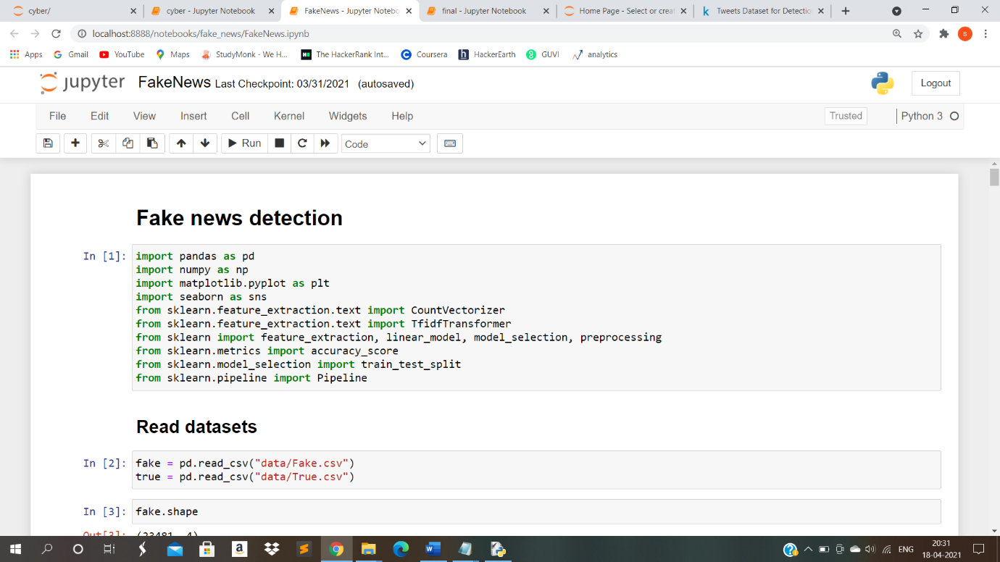 cyber/
cyber - Jupyter Notebook
FakeNews - Jupyter Notebo
final - Jupyter Notebook
Home Page - Select or creat
Tweets Dataset for Detectio
localhost:8888/notebooks/fake_news/FakeNews.ipynb
S
Apps
Gmail
YouTube
Maps
StudyMonk - We H...
The HackerRank Int...
Coursera
HackerEarth
GUVI
analytics
jupyter FakeNews Last Checkpoint: 03/31/2021 (autosaved)
Logout
File Edit View Insert Cell Kernel Widgets Help
Trusted
Python 3
Run
Code
Fake news detection
In [1]: import pandas as pd
import numpy as np
import matplotlib.pyplot as plt
import seaborn as sns
from sklearn.feature_extraction.text import CountVectorizer
from sklearn.feature_extraction.text import TfidfTransformer
from sklearn import feature_extraction, linear_model, model_selection, preprocessing
from sklearn.metrics import accuracy_score
from sklearn.model_selection import train_test_split
from sklearn.pipeline import Pipeline
Read datasets
In [2]: fake = pd.read_csv("data/Fake.csv")
true = pd.read_csv("data/True.csv")
In [3]: fake.shape
Out[3]: (23481, 4)
ENG
20:31
18-04-2021